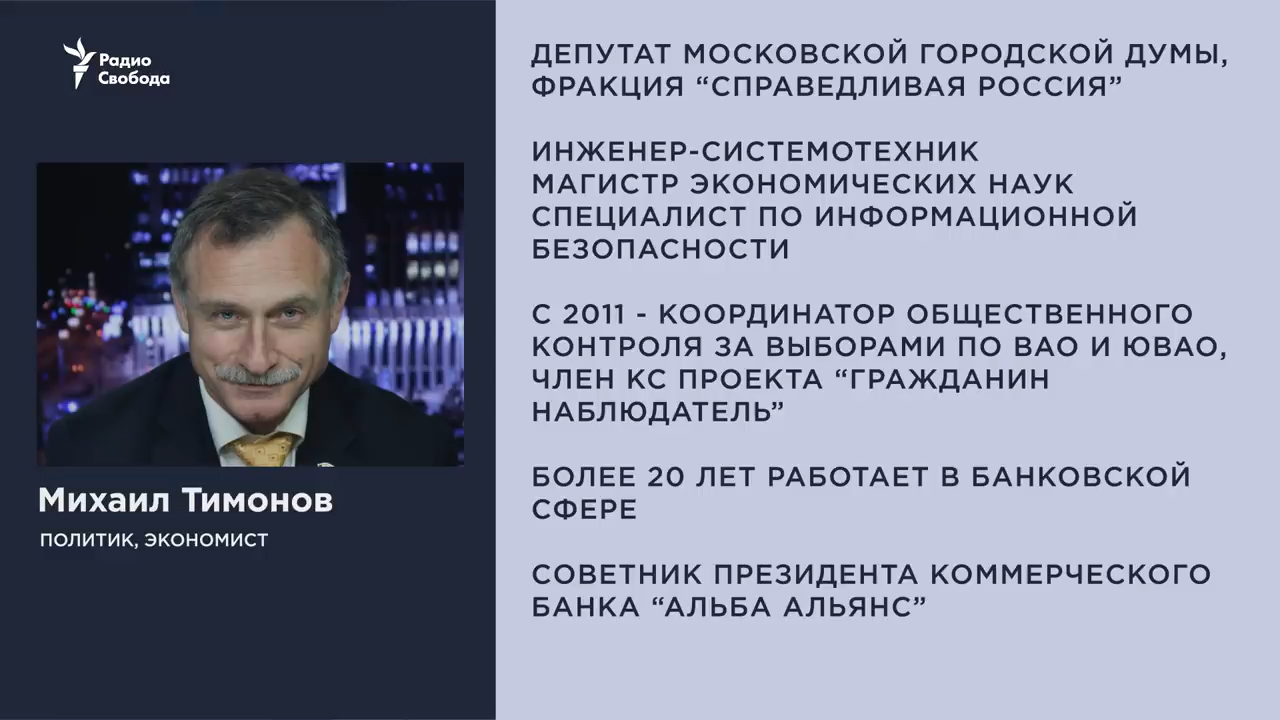 Радио
Свобода
Михаил Тимонов
ПОЛИТИК, ЭКОНОМИСТ
ДЕПУТАТ МОСКОВСКОЙ ГОРОДСКОЙ ДУМЫ,
ФРАКЦИЯ “СПРАВЕДЛИВАЯ РОССИЯ”
ИНЖЕНЕР-СИСТЕМОТЕХНИК
МАГИСТР ЭКОНОМИЧЕСКИХ НАУК
СПЕЦИАЛИСТ ПО ИНФОРМАЦИОННОЙ
БЕЗОПАСНОСТИ
С 2011 - КООРДИНАТОР ОБЩЕСТВЕННОГО
КОНТРОЛЯ ЗА ВЫБОРАМИ ПО ВАО И ЮВАО,
ЧЛЕН КС ПРОЕКТА “ГРАЖДАНИН
НАБЛЮДАТЕЛЬ”
БОЛЕЕ 20 ЛЕТ РАБОТАЕТ В БАНКОВСКОЙ
СФЕРЕ
СОВЕТНИК ПРЕЗИДЕНТА КОММЕРЧЕСКОГО
БАНКА “АЛЬБА АЛЬЯНС”